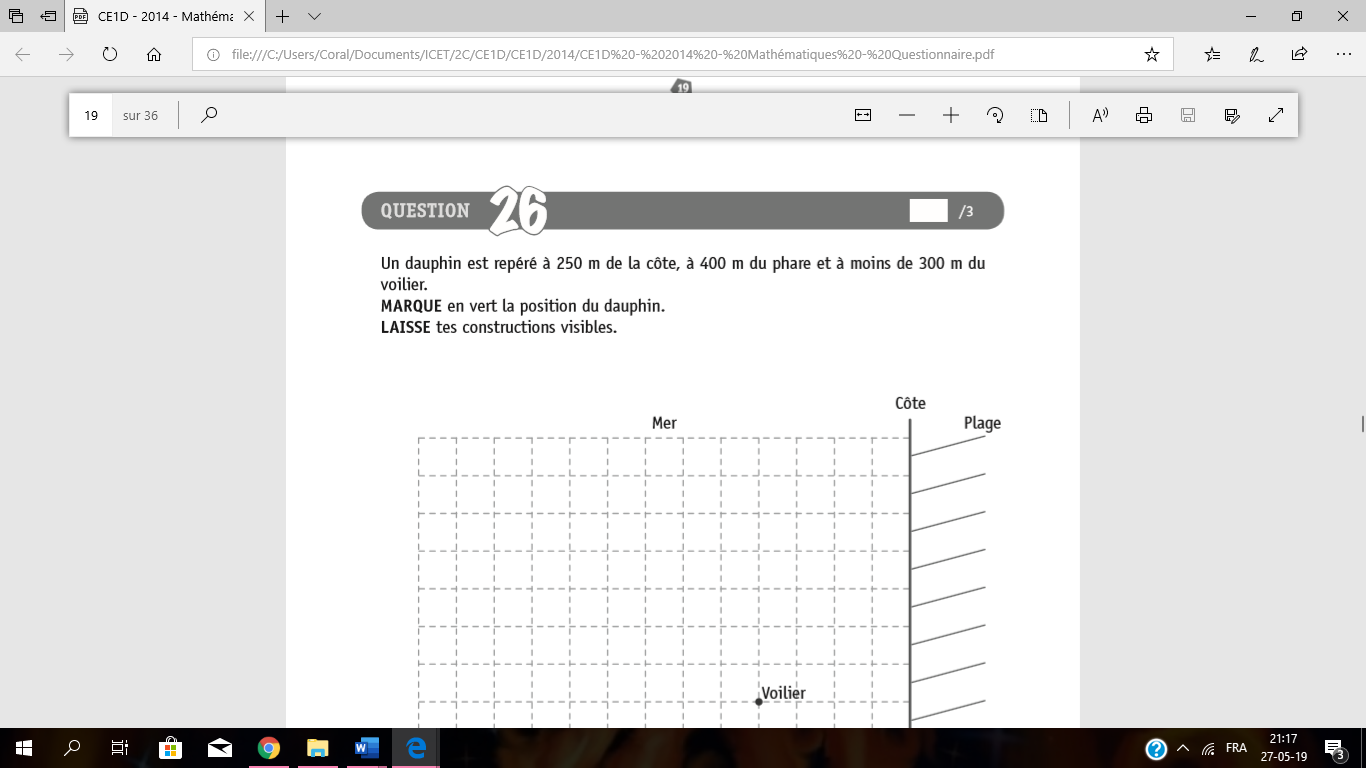 CE1D - 2014 - Mathéma
file:///C:/Users/Coral/Documents/ICET/2C/CE1D/CE1D/2014/CE1D%20-%202014%20-%20Mathématiques%20-%20Questionnaire.pdf
19
19 sur 36
QUESTION 26 /3
Un dauphin est repéré à 250 m de la côte, à 400 m du phare et à moins de 300 m du
voilier.
MARQUE en vert la position du dauphin.
LAISSE tes constructions visibles.
Côte
Mer Plage
Voilier
FRA
21:17
27-05-19
3